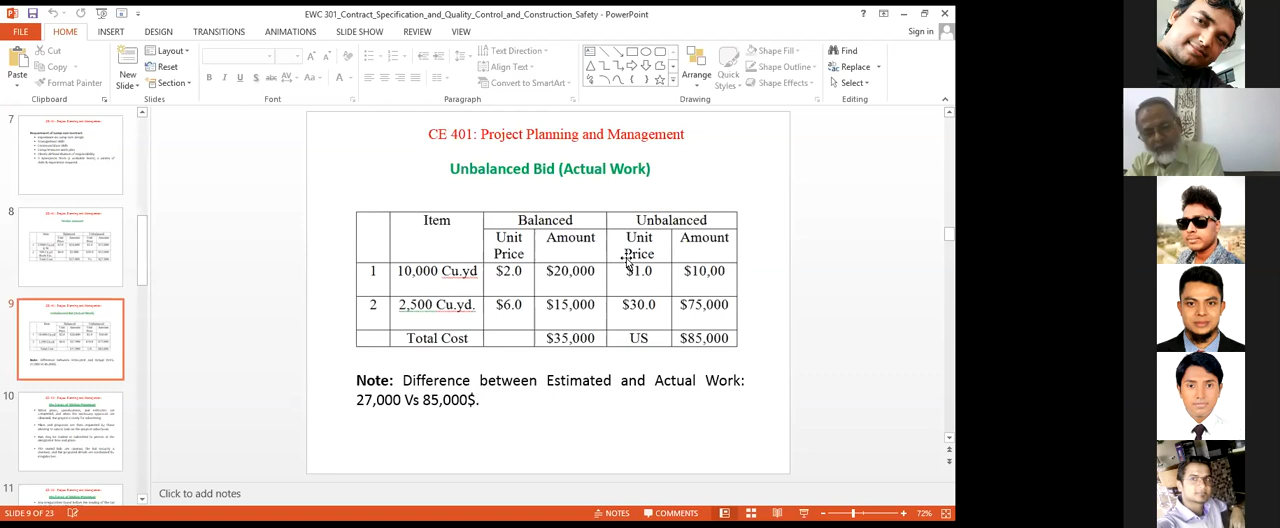 EWC 301_Contract_Specification_and_Quality_Control_and_Construction_Safety - PowerPoint
FILE HOME INSERT DESIGN TRANSITIONS ANIMATIONS SLIDE SHOW REVIEW VIEW Sign in
Paste
Cut
Copy
Format Painter
Clipboard
New Slide
Layout
Reset
Section
Slides
Font
Paragraph
Text Direction
Align Text
Convert to SmartArt
Arrange
Quick Styles
Shape Fill
Shape Outline
Shape Effects
Drawing
Find
Replace
Select
Editing
7
8
9
10
11
CE 401: Project Planning and Management
Unbalanced Bid (Actual Work)
Item Balanced Unbalanced
Unit Price Amount Unit Price Amount
1 10,000 Cu.yd $2.0 $20,000 $1.0 $10,00
2 2,500 Cu.yd. $6.0 $15,000 $30.0 $75,000
Total Cost $35,000 US $85,000
Note: Difference between Estimated and Actual Work:
27,000 Vs 85,000$.
Click to add notes
SLIDE 9 OF 23 NOTES COMMENTS 72%